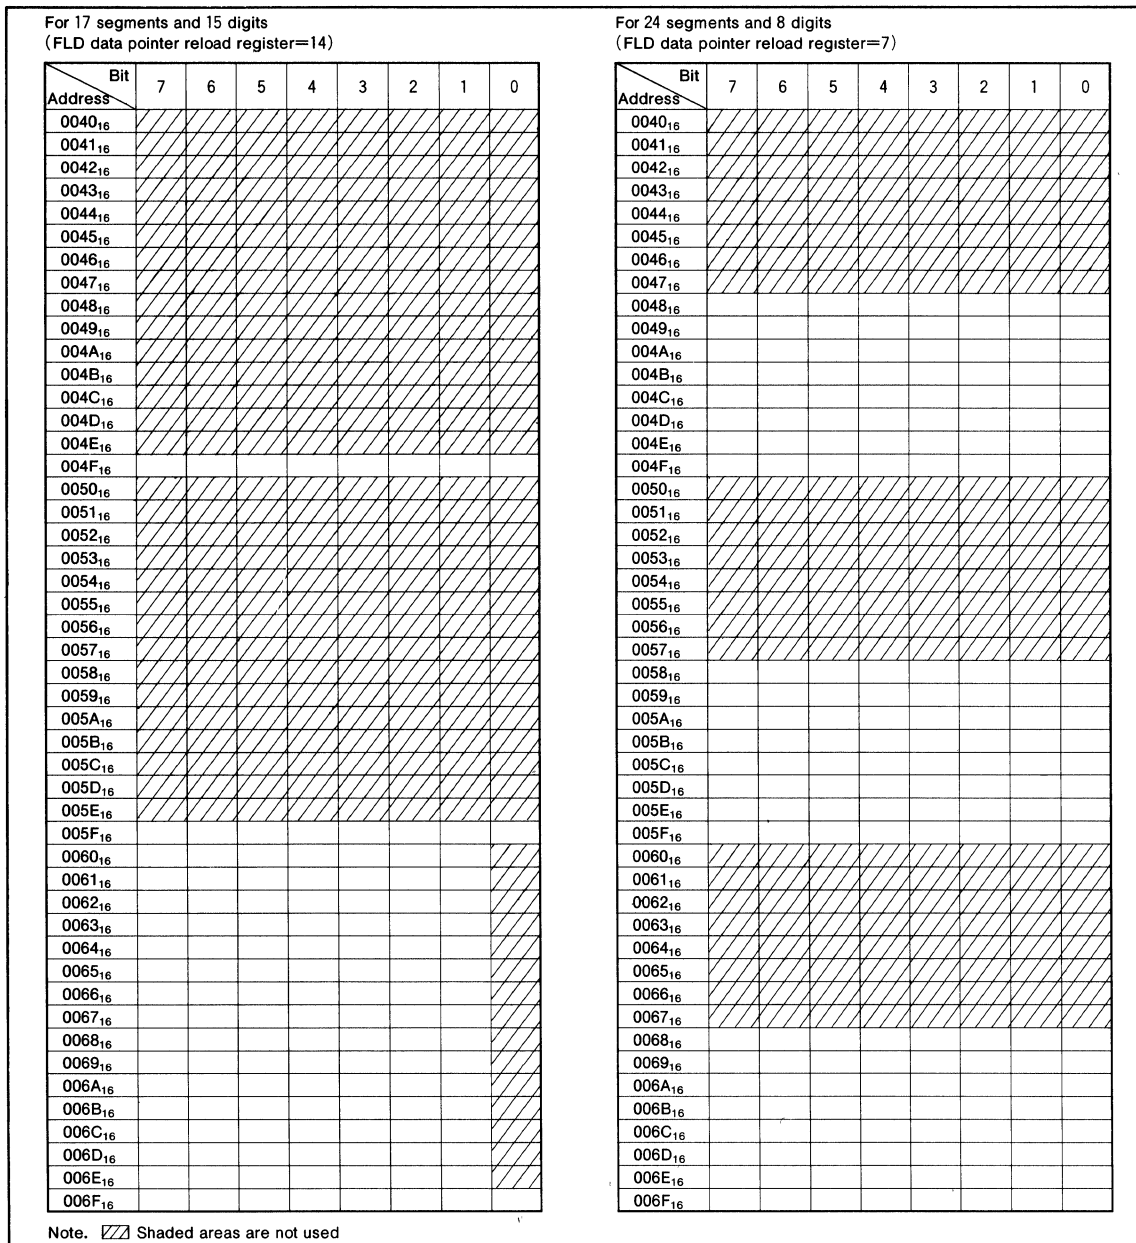 For 17 segments and 15 digits
(FLD data pointer reload register=14)
Bit
Address
7 6 5 4 3 2 1 0
0040₁₆
0041₁₆
0042₁₆
0043₁₆
0044₁₆
0045₁₆
0046₁₆
0047₁₆
0048₁₆
0049₁₆
004A₁₆
004B₁₆
004C₁₆
004D₁₆
004E₁₆
004F₁₆
0050₁₆
0051₁₆
0052₁₆
0053₁₆
0054₁₆
0055₁₆
0056₁₆
0057₁₆
0058₁₆
0059₁₆
005A₁₆
005B₁₆
005C₁₆
005D₁₆
005E₁₆
005F₁₆
0060₁₆
0061₁₆
0062₁₆
0063₁₆
0064₁₆
0065₁₆
0066₁₆
0067₁₆
0068₁₆
0069₁₆
006A₁₆
006B₁₆
006C₁₆
006D₁₆
006E₁₆
006F₁₆
Note. Shaded areas are not used
For 24 segments and 8 digits
(FLD data pointer reload register=7)
Bit
Address
7 6 5 4 3 2 1 0
0040₁₆
0041₁₆
0042₁₆
0043₁₆
0044₁₆
0045₁₆
0046₁₆
0047₁₆
0048₁₆
0049₁₆
004A₁₆
004B₁₆
004C₁₆
004D₁₆
004E₁₆
004F₁₆
0050₁₆
0051₁₆
0052₁₆
0053₁₆
0054₁₆
0055₁₆
0056₁₆
0057₁₆
0058₁₆
0059₁₆
005A₁₆
005B₁₆
005C₁₆
005D₁₆
005E₁₆
005F₁₆
0060₁₆
0061₁₆
0062₁₆
0063₁₆
0064₁₆
0065₁₆
0066₁₆
0067₁₆
0068₁₆
0069₁₆
006A₁₆
006B₁₆
006C₁₆
006D₁₆
006E₁₆
006F₁₆